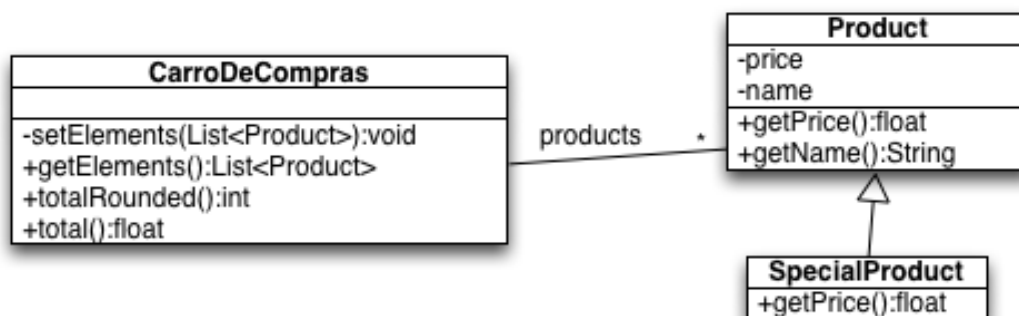 CarroDeCompras
-setElements(List<Product>):void
+getElements():List<Product>
+totalRounded():int
+total():float
products
*
Product
-price
-name
+getPrice():float
+getName():String
SpecialProduct
+getPrice():float